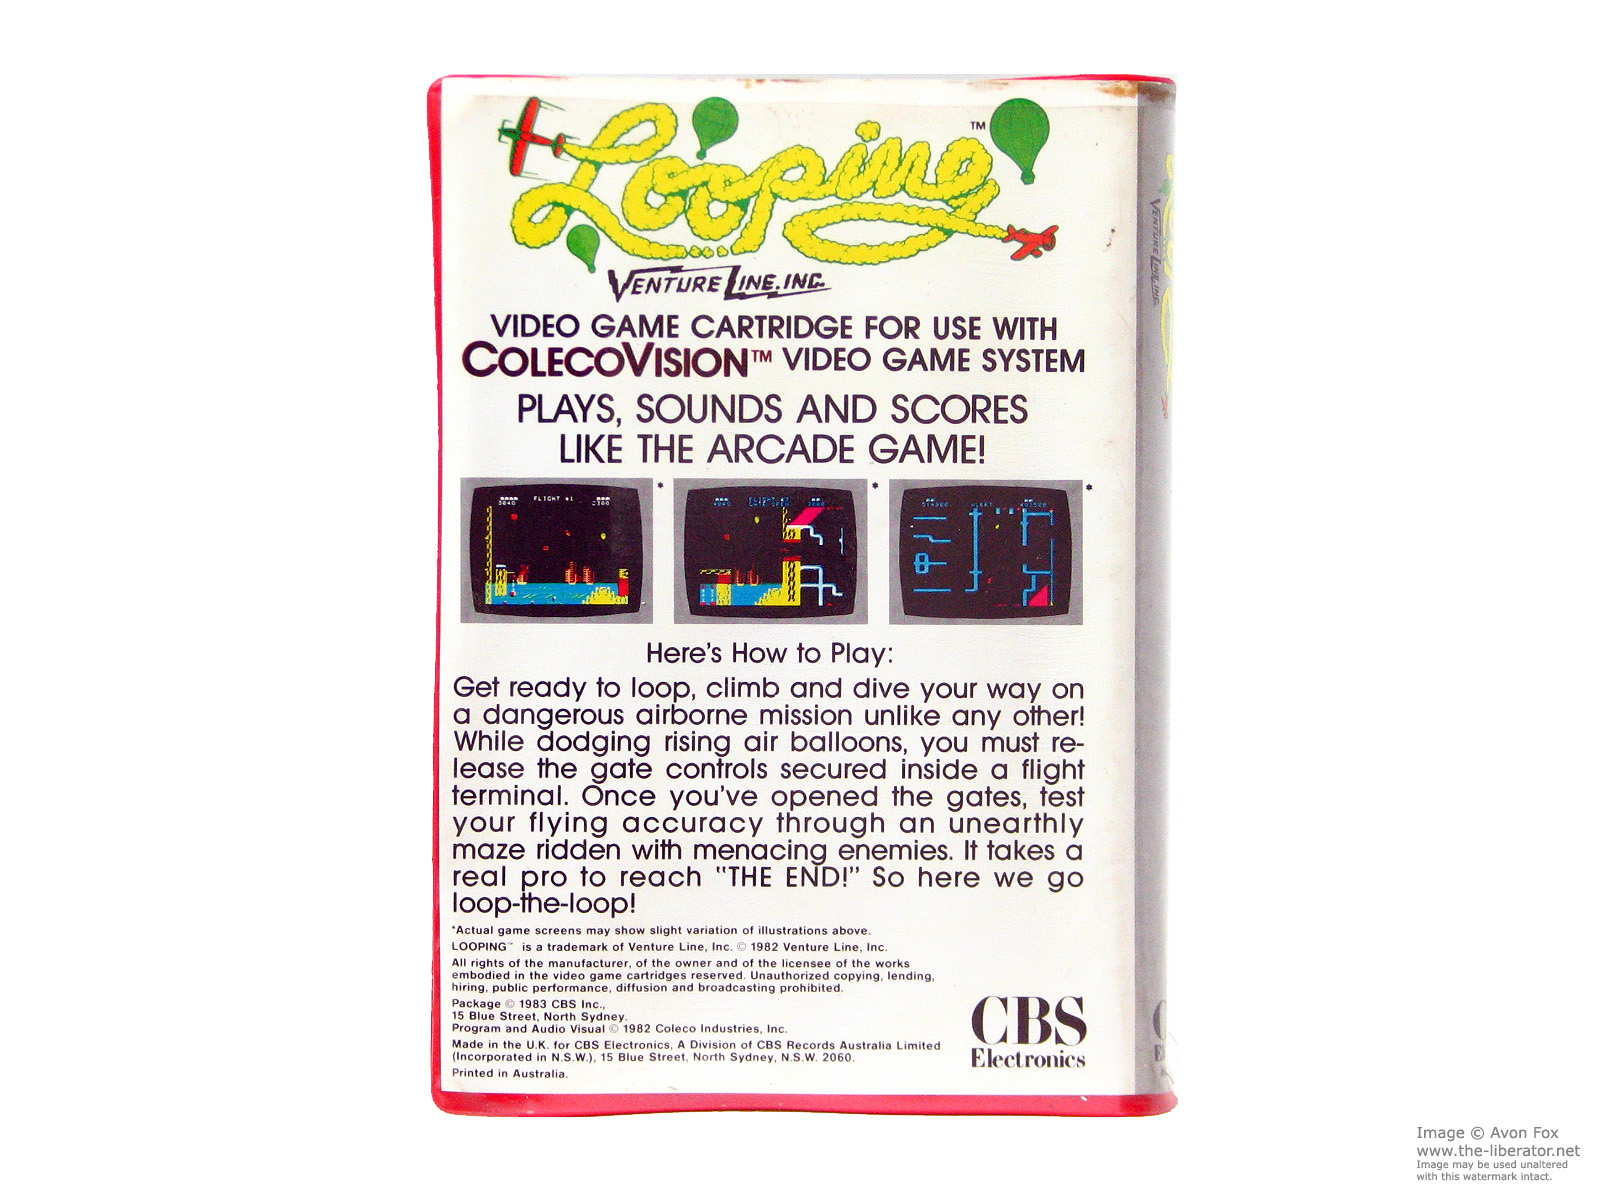 Looping™
VENTURE LINE, INC.
VIDEO GAME CARTRIDGE FOR USE WITH
COLECOVISION™ VIDEO GAME SYSTEM
PLAYS, SOUNDS AND SCORES
LIKE THE ARCADE GAME!
* * *
FLIGHT #1
Here's How to Play:
Get ready to loop, climb and dive your way on
a dangerous airborne mission unlike any other!
While dodging rising air balloons, you must re-
lease the gate controls secured inside a flight
terminal. Once you've opened the gates, test
your flying accuracy through an unearthly
maze ridden with menacing enemies. It takes a
real pro to reach "THE END!" So here we go
loop-the-loop!
*Actual game screens may show slight variation of illustrations above.
LOOPING™ is a trademark of Venture Line, Inc. © 1982 Venture Line, Inc.
All rights of the manufacturer, of the owner and of the licensee of the works
embodied in the video game cartridges reserved. Unauthorized copying, lending,
hiring, public performance, diffusion and broadcasting prohibited.
Package © 1983 CBS Inc.,
15 Blue Street, North Sydney.
Program and Audio Visual © 1982 Coleco Industries, Inc.
Made in the U.K. for CBS Electronics, A Division of CBS Records Australia Limited
(Incorporated in N.S.W.), 15 Blue Street, North Sydney, N.S.W. 2060.
Printed in Australia.
CBS
Electronics
VENTURE LINE, INC.
Image © Avon Fox
www.the-liberator.net
Image may be used unaltered
with this watermark intact.